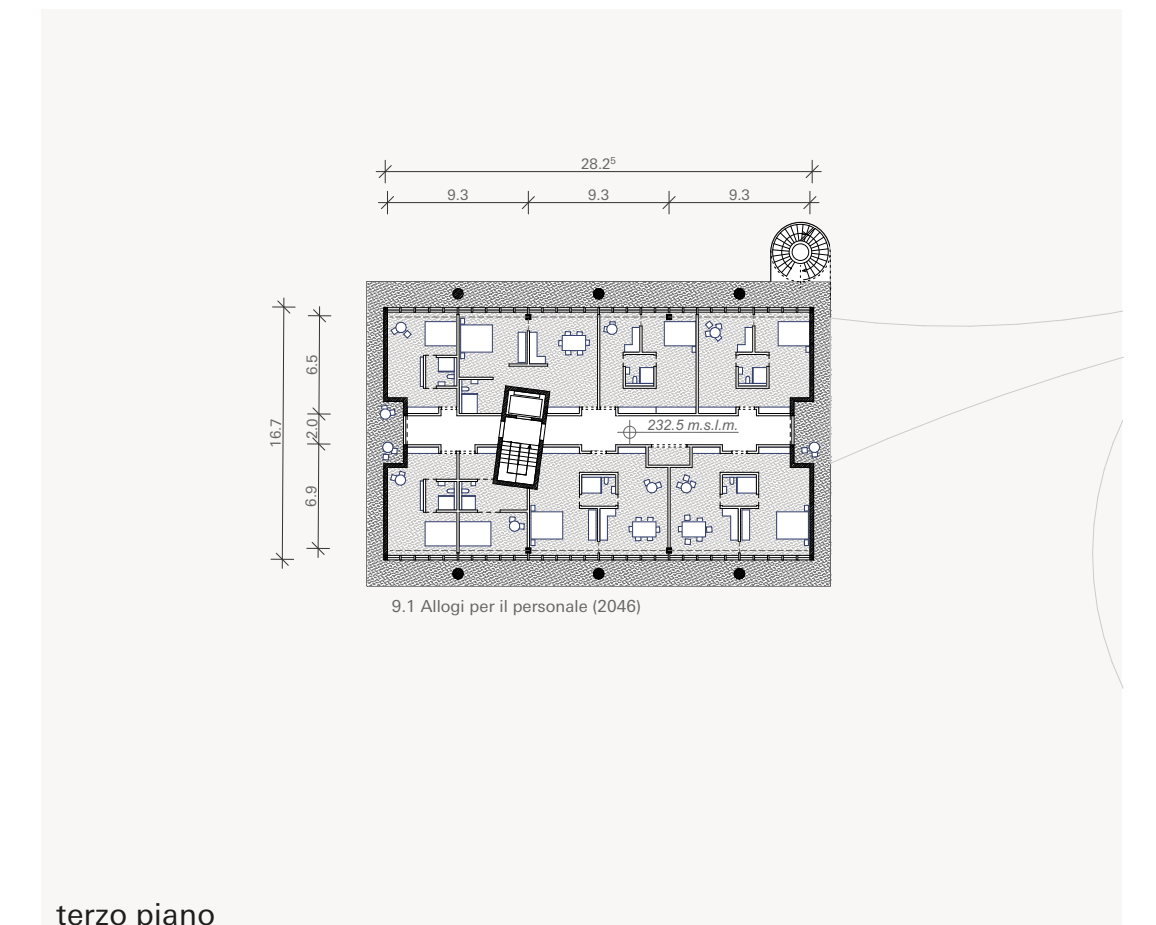 28.2⁵
9.3 9.3 9.3
6.5
16.7
2.0
6.9
232.5 m.s.l.m.
9.1 Allogi per il personale (2046)
terzo piano